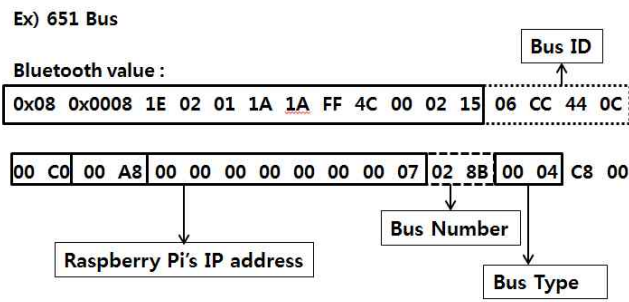 Ex) 651 Bus
Bus ID
Bluetooth value :
0x08 0x0008 1E 02 01 1A 1A FF 4C 00 02 15 06 CC 44 0C
00 C0 00 A8 00 00 00 00 00 00 00 07 02 8B 00 04 C8 00
Bus Number
Raspberry Pi's IP address
Bus Type